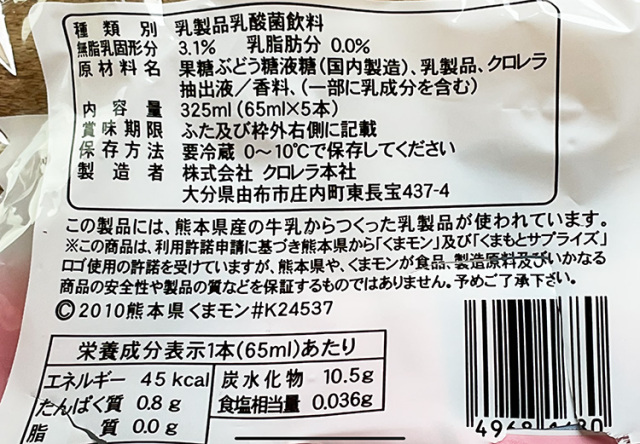 種類別 乳製品乳酸菌飲料
無脂乳固形分 3.1% 乳脂肪分 0.0%
原材料名 果糖ぶどう糖液糖(国内製造)、乳製品、クロレラ
抽出液/香料、(一部に乳成分を含む)
内容量 325ml(65ml×5本)
賞味期限 ふた及び枠外右側に記載
保存方法 要冷蔵 0~10℃で保存してください
製造者 株式会社 クロレラ本社
大分県由布市庄内町東長宝437-4
この製品には、熊本県産の牛乳からつくった乳製品が使われています。
※この商品は、利用許諾申請に基づき熊本県から「くまモン」及び「くまもとサプライズ」
ロゴ使用の許諾を受けていますが、熊本県や、くまモンが食品、製造原料及びいかなる
商品の安全性や製品の質などを保証するものではありません。予めご了承下さい。
©2010熊本県くまモン#K24537
栄養成分表示1本(65ml)あたり
エネルギー 45kcal 炭水化物 10.5g
たんぱく質 0.8g 食塩相当量 0.036g
脂質 0.0g